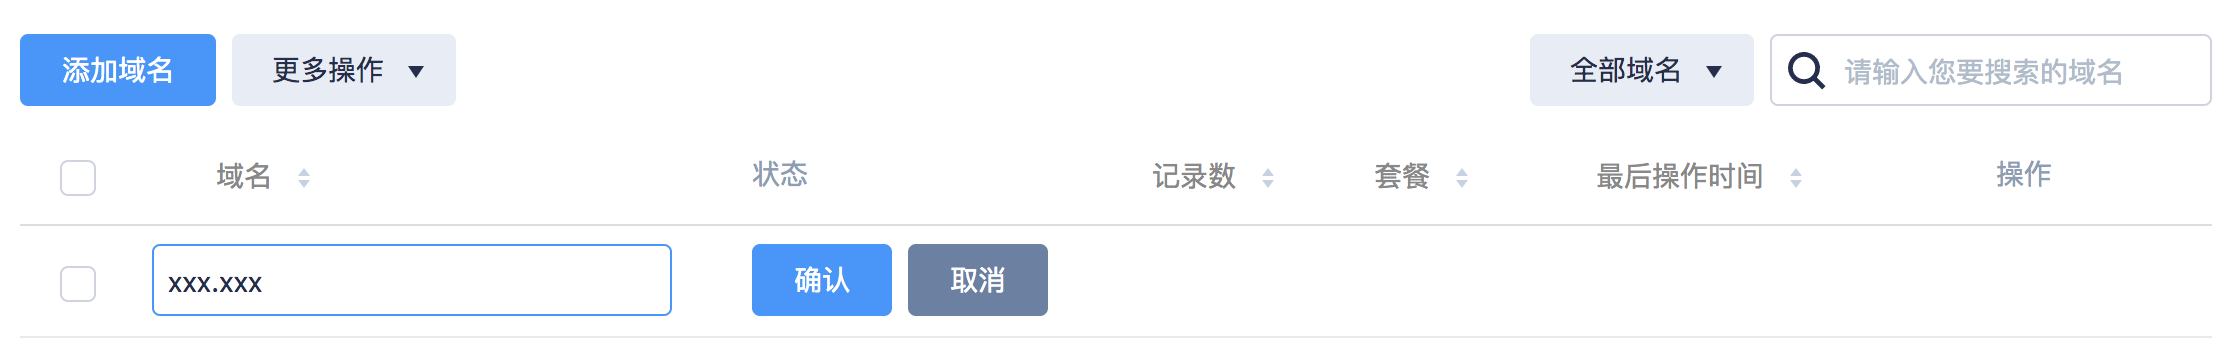 添加域名 更多操作 全部域名 请输入您要搜索的域名
域名 状态 记录数 套餐 最后操作时间 操作
xxx.xxx 确认 取消